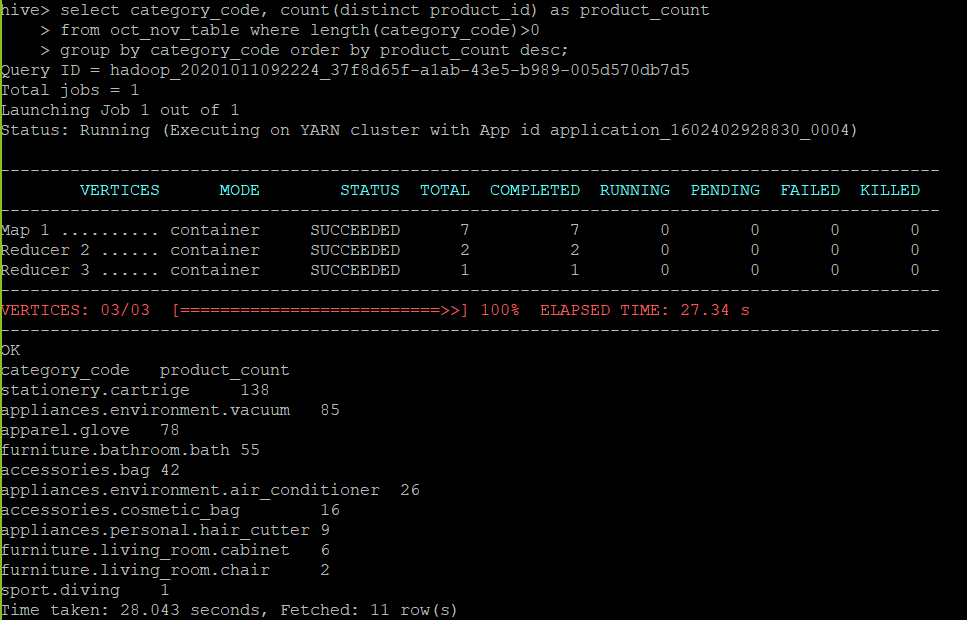 hive> select category_code, count(distinct product_id) as product_count
    > from oct_nov_table where length(category_code)>0
    > group by category_code order by product_count desc;
Query ID = hadoop_20201011092224_37f8d65f-a1ab-43e5-b989-005d570db7d5
Total jobs = 1
Launching Job 1 out of 1
Status: Running (Executing on YARN cluster with App id application_1602402928830_0004)
----------------------------------------------------------------------------------------------
        VERTICES      MODE        STATUS  TOTAL  COMPLETED  RUNNING  PENDING  FAILED  KILLED
----------------------------------------------------------------------------------------------
Map 1 .......... container     SUCCEEDED      7          7        0        0       0       0
Reducer 2 ...... container     SUCCEEDED      2          2        0        0       0       0
Reducer 3 ...... container     SUCCEEDED      1          1        0        0       0       0
----------------------------------------------------------------------------------------------
VERTICES: 03/03  [==========================>>] 100%  ELAPSED TIME: 27.34 s
----------------------------------------------------------------------------------------------
OK
category_code   product_count
stationery.cartrige     138
appliances.environment.vacuum   85
apparel.glove   78
furniture.bathroom.bath 55
accessories.bag 42
appliances.environment.air_conditioner  26
accessories.cosmetic_bag        16
appliances.personal.hair_cutter 9
furniture.living_room.cabinet   6
furniture.living_room.chair     2
sport.diving    1
Time taken: 28.043 seconds, Fetched: 11 row(s)